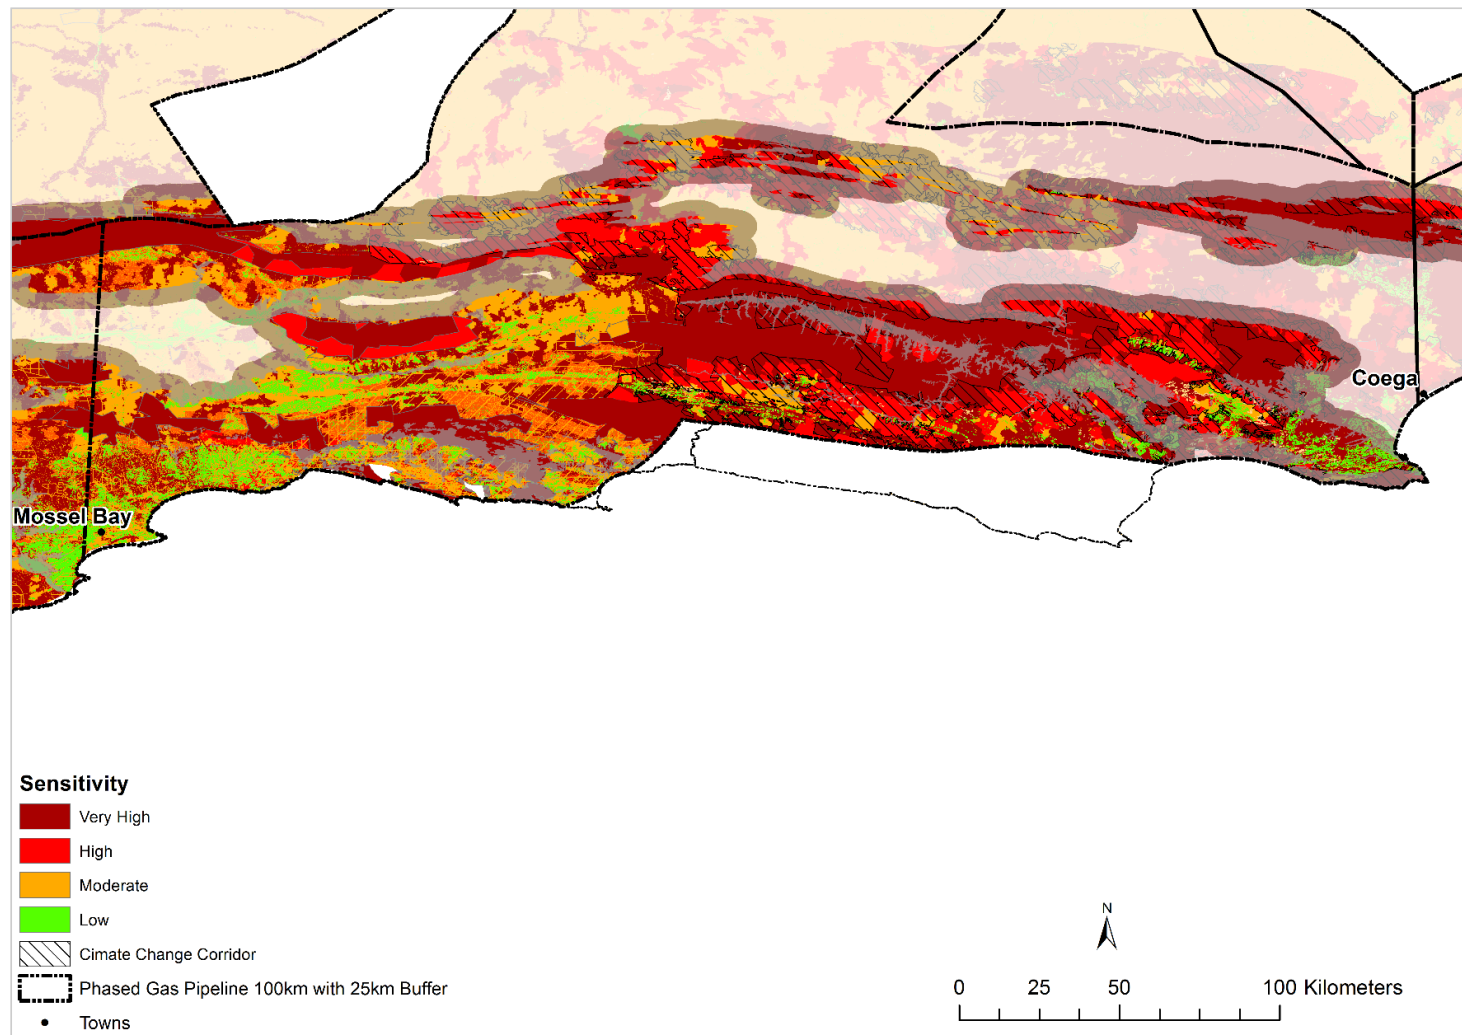 Coega
Mossel Bay
Sensitivity
Very High
High
Moderate
Low
Cimate Change Corridor
Phased Gas Pipeline 100km with 25km Buffer
Towns
N
0 25 50 100 Kilometers